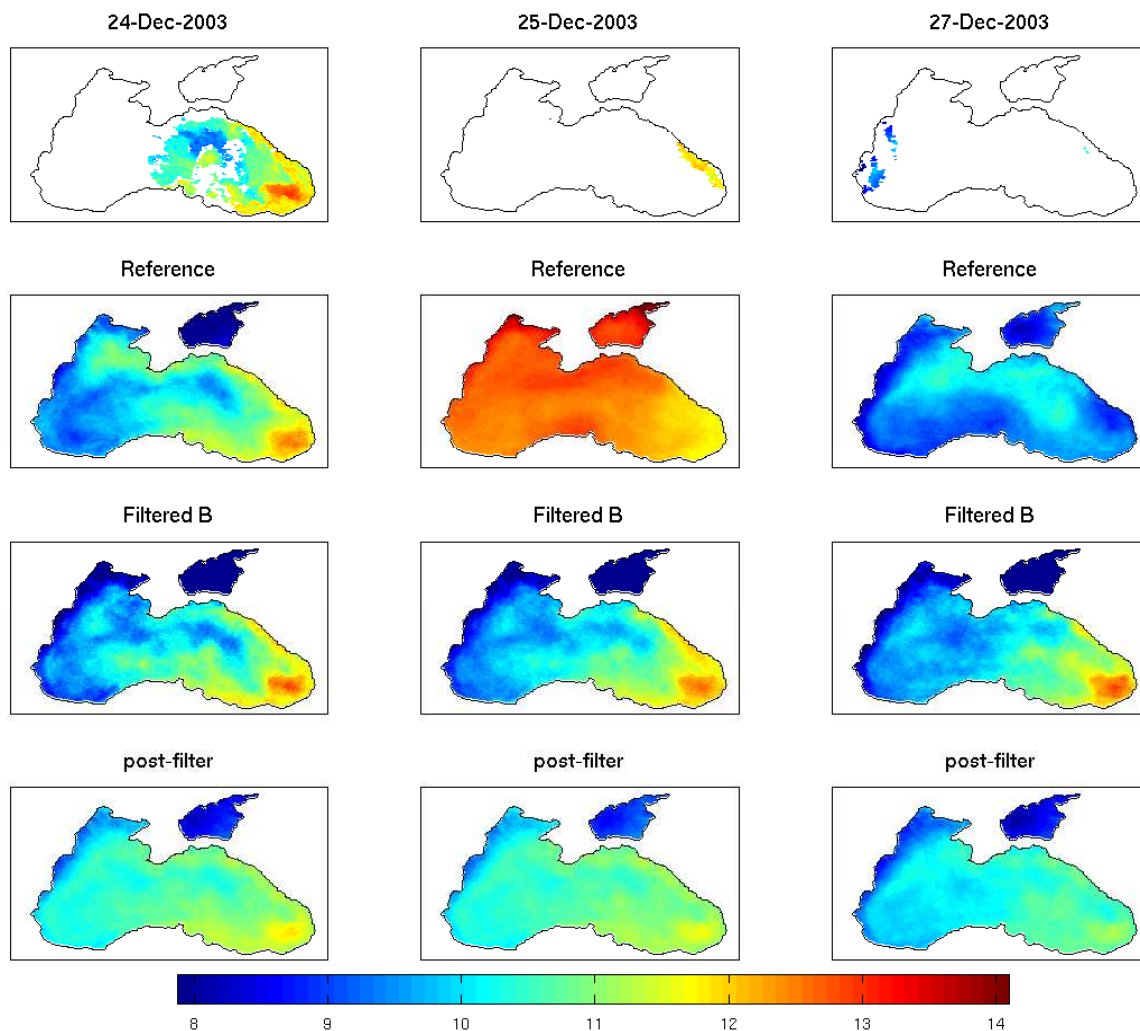 24-Dec-2003 25-Dec-2003 27-Dec-2003
Reference Reference Reference
Filtered B Filtered B Filtered B
post-filter post-filter post-filter
8 9 10 11 12 13 14